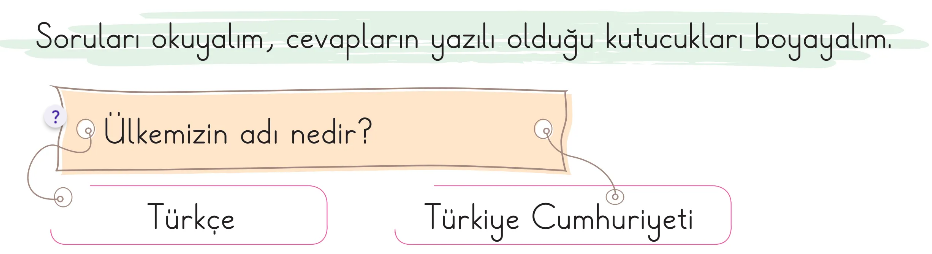 Soruları okuyalım, cevapların yazılı olduğu kutucukları boyayalım.
?
Ülkemizin adı nedir?
Türkçe
Türkiye Cumhuriyeti